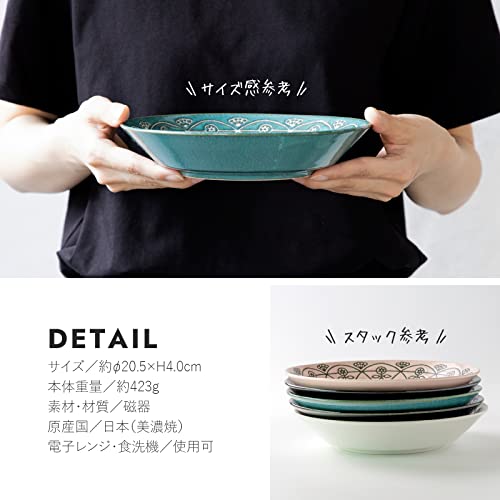 サイズ感参考
DETAIL
サイズ／約φ20.5×H4.0cm
本体重量／約423g
素材・材質／磁器
原産国／日本(美濃焼)
電子レンジ・食洗機／使用可
スタック参考